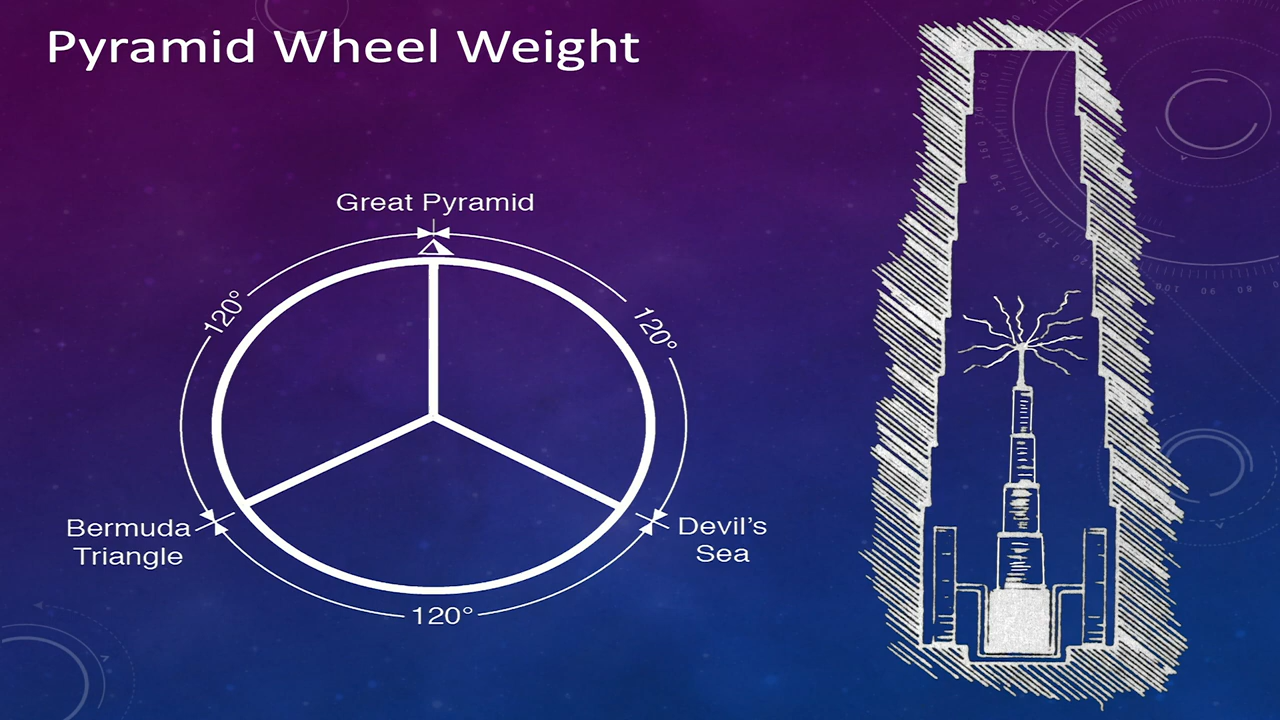 Pyramid Wheel Weight
Great Pyramid
120°
120°
Bermuda
Triangle
Devil's
Sea
120°